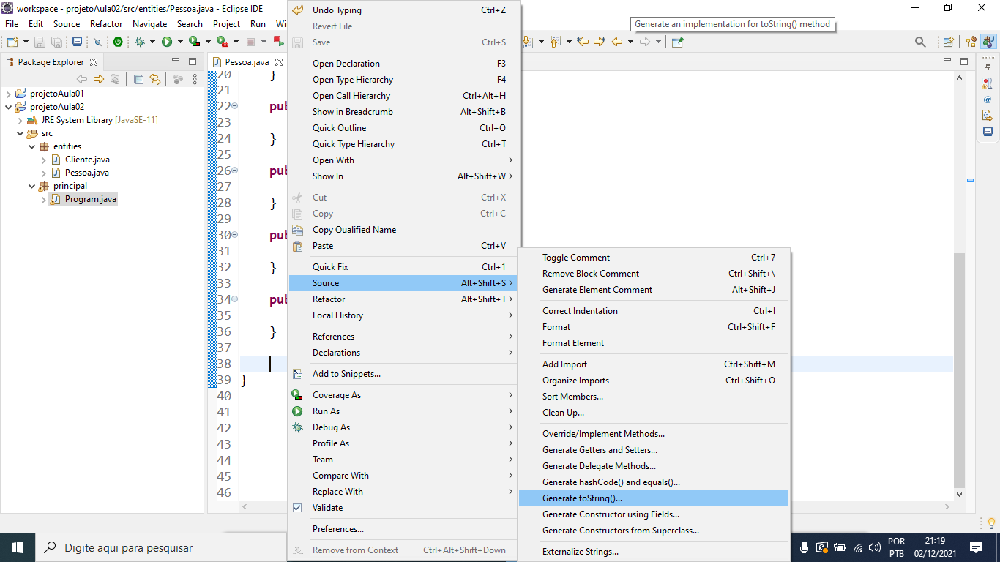 workspace - projetoAula02/src/entities/Pessoa.java - Eclipse IDE
File Edit Source Refactor Navigate Search Project Run Wi
Generate an implementation for toString() method
Package Explorer
projetoAula01
projetoAula02
JRE System Library [JavaSE-11]
src
entities
Cliente.java
Pessoa.java
principal
Program.java
Pessoa.java
20 }
21
22 pub
23
24 }
25
26 pub
27
28 }
29
30 pub
31
32 }
33
34 pub
35
36 }
37
38
39 }
40
41
42
43
44
45
46
Undo Typing Ctrl+Z
Revert File
Save Ctrl+S
Open Declaration F3
Open Type Hierarchy F4
Open Call Hierarchy Ctrl+Alt+H
Show in Breadcrumb Alt+Shift+B
Quick Outline Ctrl+O
Quick Type Hierarchy Ctrl+T
Open With
Show In Alt+Shift+W
Cut Ctrl+X
Copy Ctrl+C
Copy Qualified Name
Paste Ctrl+V
Quick Fix Ctrl+1
Source Alt+Shift+S
Refactor Alt+Shift+T
Local History
References
Declarations
Add to Snippets...
Coverage As
Run As
Debug As
Profile As
Team
Compare With
Replace With
Validate
Preferences...
Remove from Context Ctrl+Alt+Shift+Down
Toggle Comment Ctrl+7
Remove Block Comment Ctrl+Shift+\
Generate Element Comment Alt+Shift+J
Correct Indentation Ctrl+I
Format Ctrl+Shift+F
Format Element
Add Import Ctrl+Shift+M
Organize Imports Ctrl+Shift+O
Sort Members...
Clean Up...
Override/Implement Methods...
Generate Getters and Setters...
Generate Delegate Methods...
Generate hashCode() and equals()...
Generate toString()...
Generate Constructor using Fields...
Generate Constructors from Superclass...
Externalize Strings...
Digite aqui para pesquisar
POR
PTB
21:19
02/12/2021